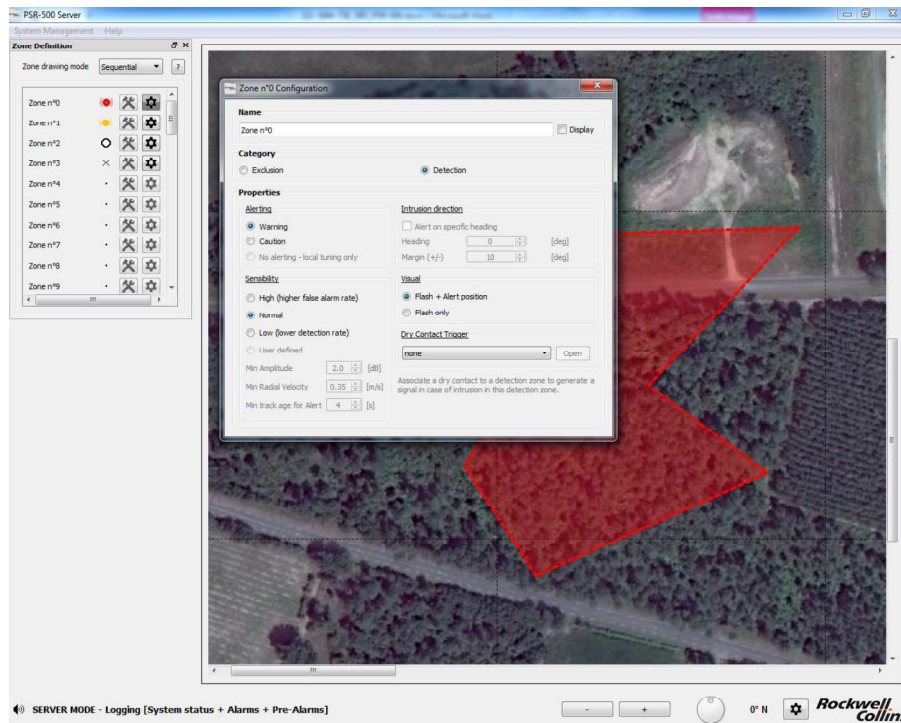 PSR-500 Server
System Management Help
Zone Definition
Zone drawing mode Sequential ?
Zone n°0
Zone n°1
Zone n°2
Zone n°3
Zone n°4
Zone n°5
Zone n°6
Zone n°7
Zone n°8
Zone n°9
Zone n°0 Configuration
Name
Zone n°0 Display
Category
Exclusion Detection
Properties
Alerting
Warning
Caution
No alerting - local tuning only
Intrusion direction
Alert on specific heading
Heading 0 [deg]
Margin (+/-) 10 [deg]
Sensibility
High (higher false alarm rate)
Normal
Low (lower detection rate)
User defined
Min Amplitude 2.0 [dB]
Min Radial Velocity 0.35 [m/s]
Min track age for Alert 4 [s]
Visual
Flash + Alert position
Flash only
Dry Contact Trigger
none Open
Associate a dry contact to a detection zone to generate a
signal in case of intrusion in this detection zone.
SERVER MODE - Logging [System status + Alarms + Pre-Alarms]
- + 0° N
Rockwell
Collin